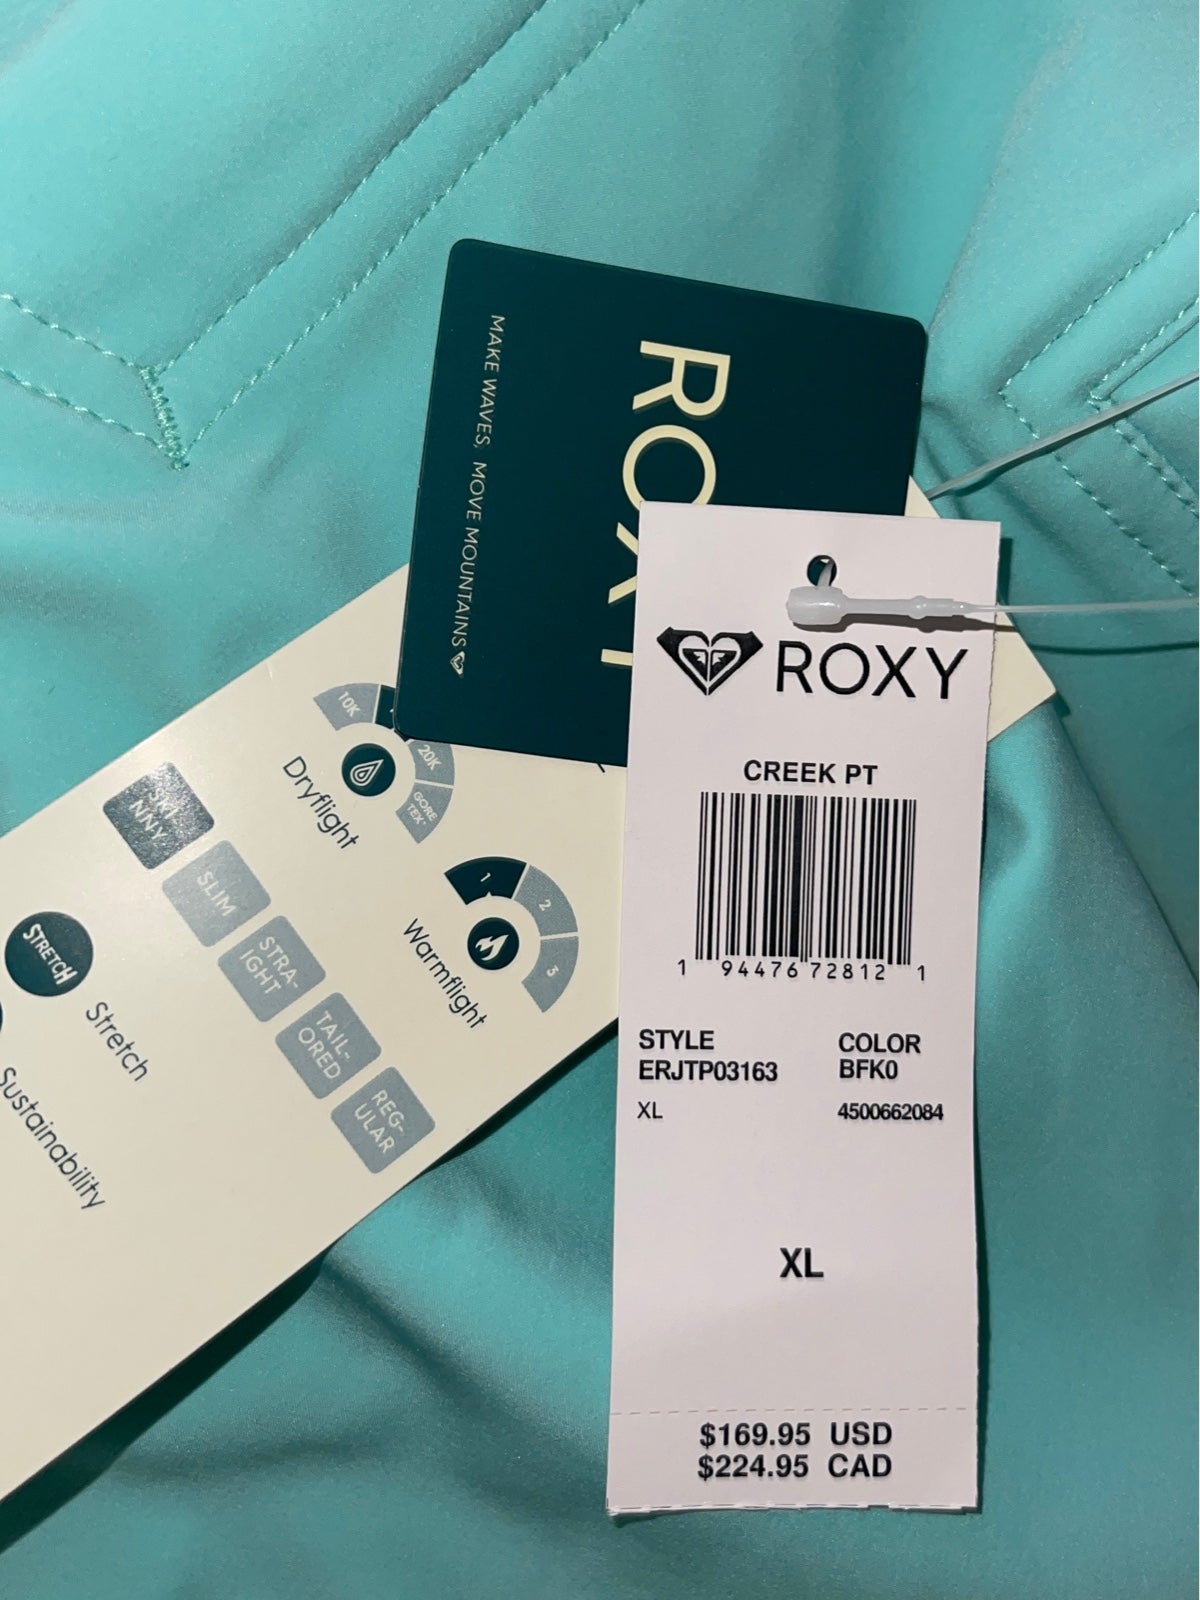 ROXY
MAKE WAVES, MOVE MOUNTAINS
10K
20K
GORE
TEX
Dryflight
1
2
3
Warmflight
SKI-
NNY
SLIM
STRA-
IGHT
TAIL-
ORED
REG-
ULAR
STRETCH
Stretch
Sustainability
ROXY
CREEK PT
1 94476 72812 1
STYLE COLOR
ERJTP03163 BFK0
XL 4500662084
XL
$169.95 USD
$224.95 CAD